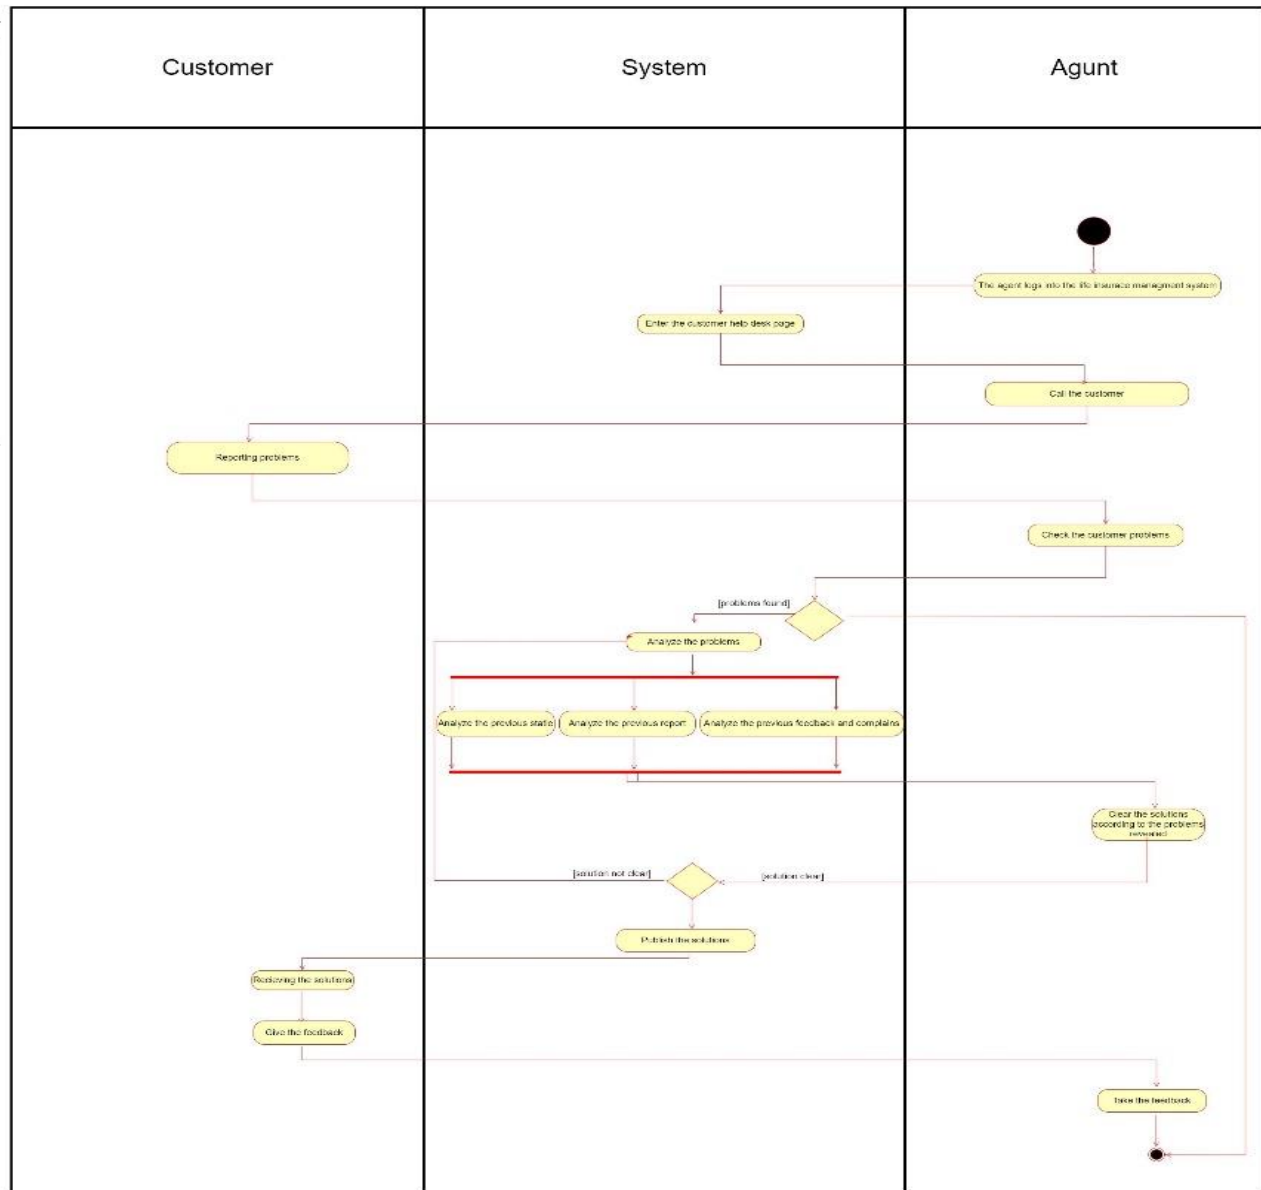 Customer
System
Agunt
The agent logs into the life insurace managment system
Enter the customer help desk page
Call the customer
Reporting problems
Check the customer problems
[problems found]
Analyze the problems
Analyze the previous state
Analyze the previous report
Analyze the previous feedback and complains
Clear the solutions
according to the problems
revealed
[solution not clear]
[solution clear]
Publish the solutions
Recieving the solutions
Give the feedback
Take the feedback